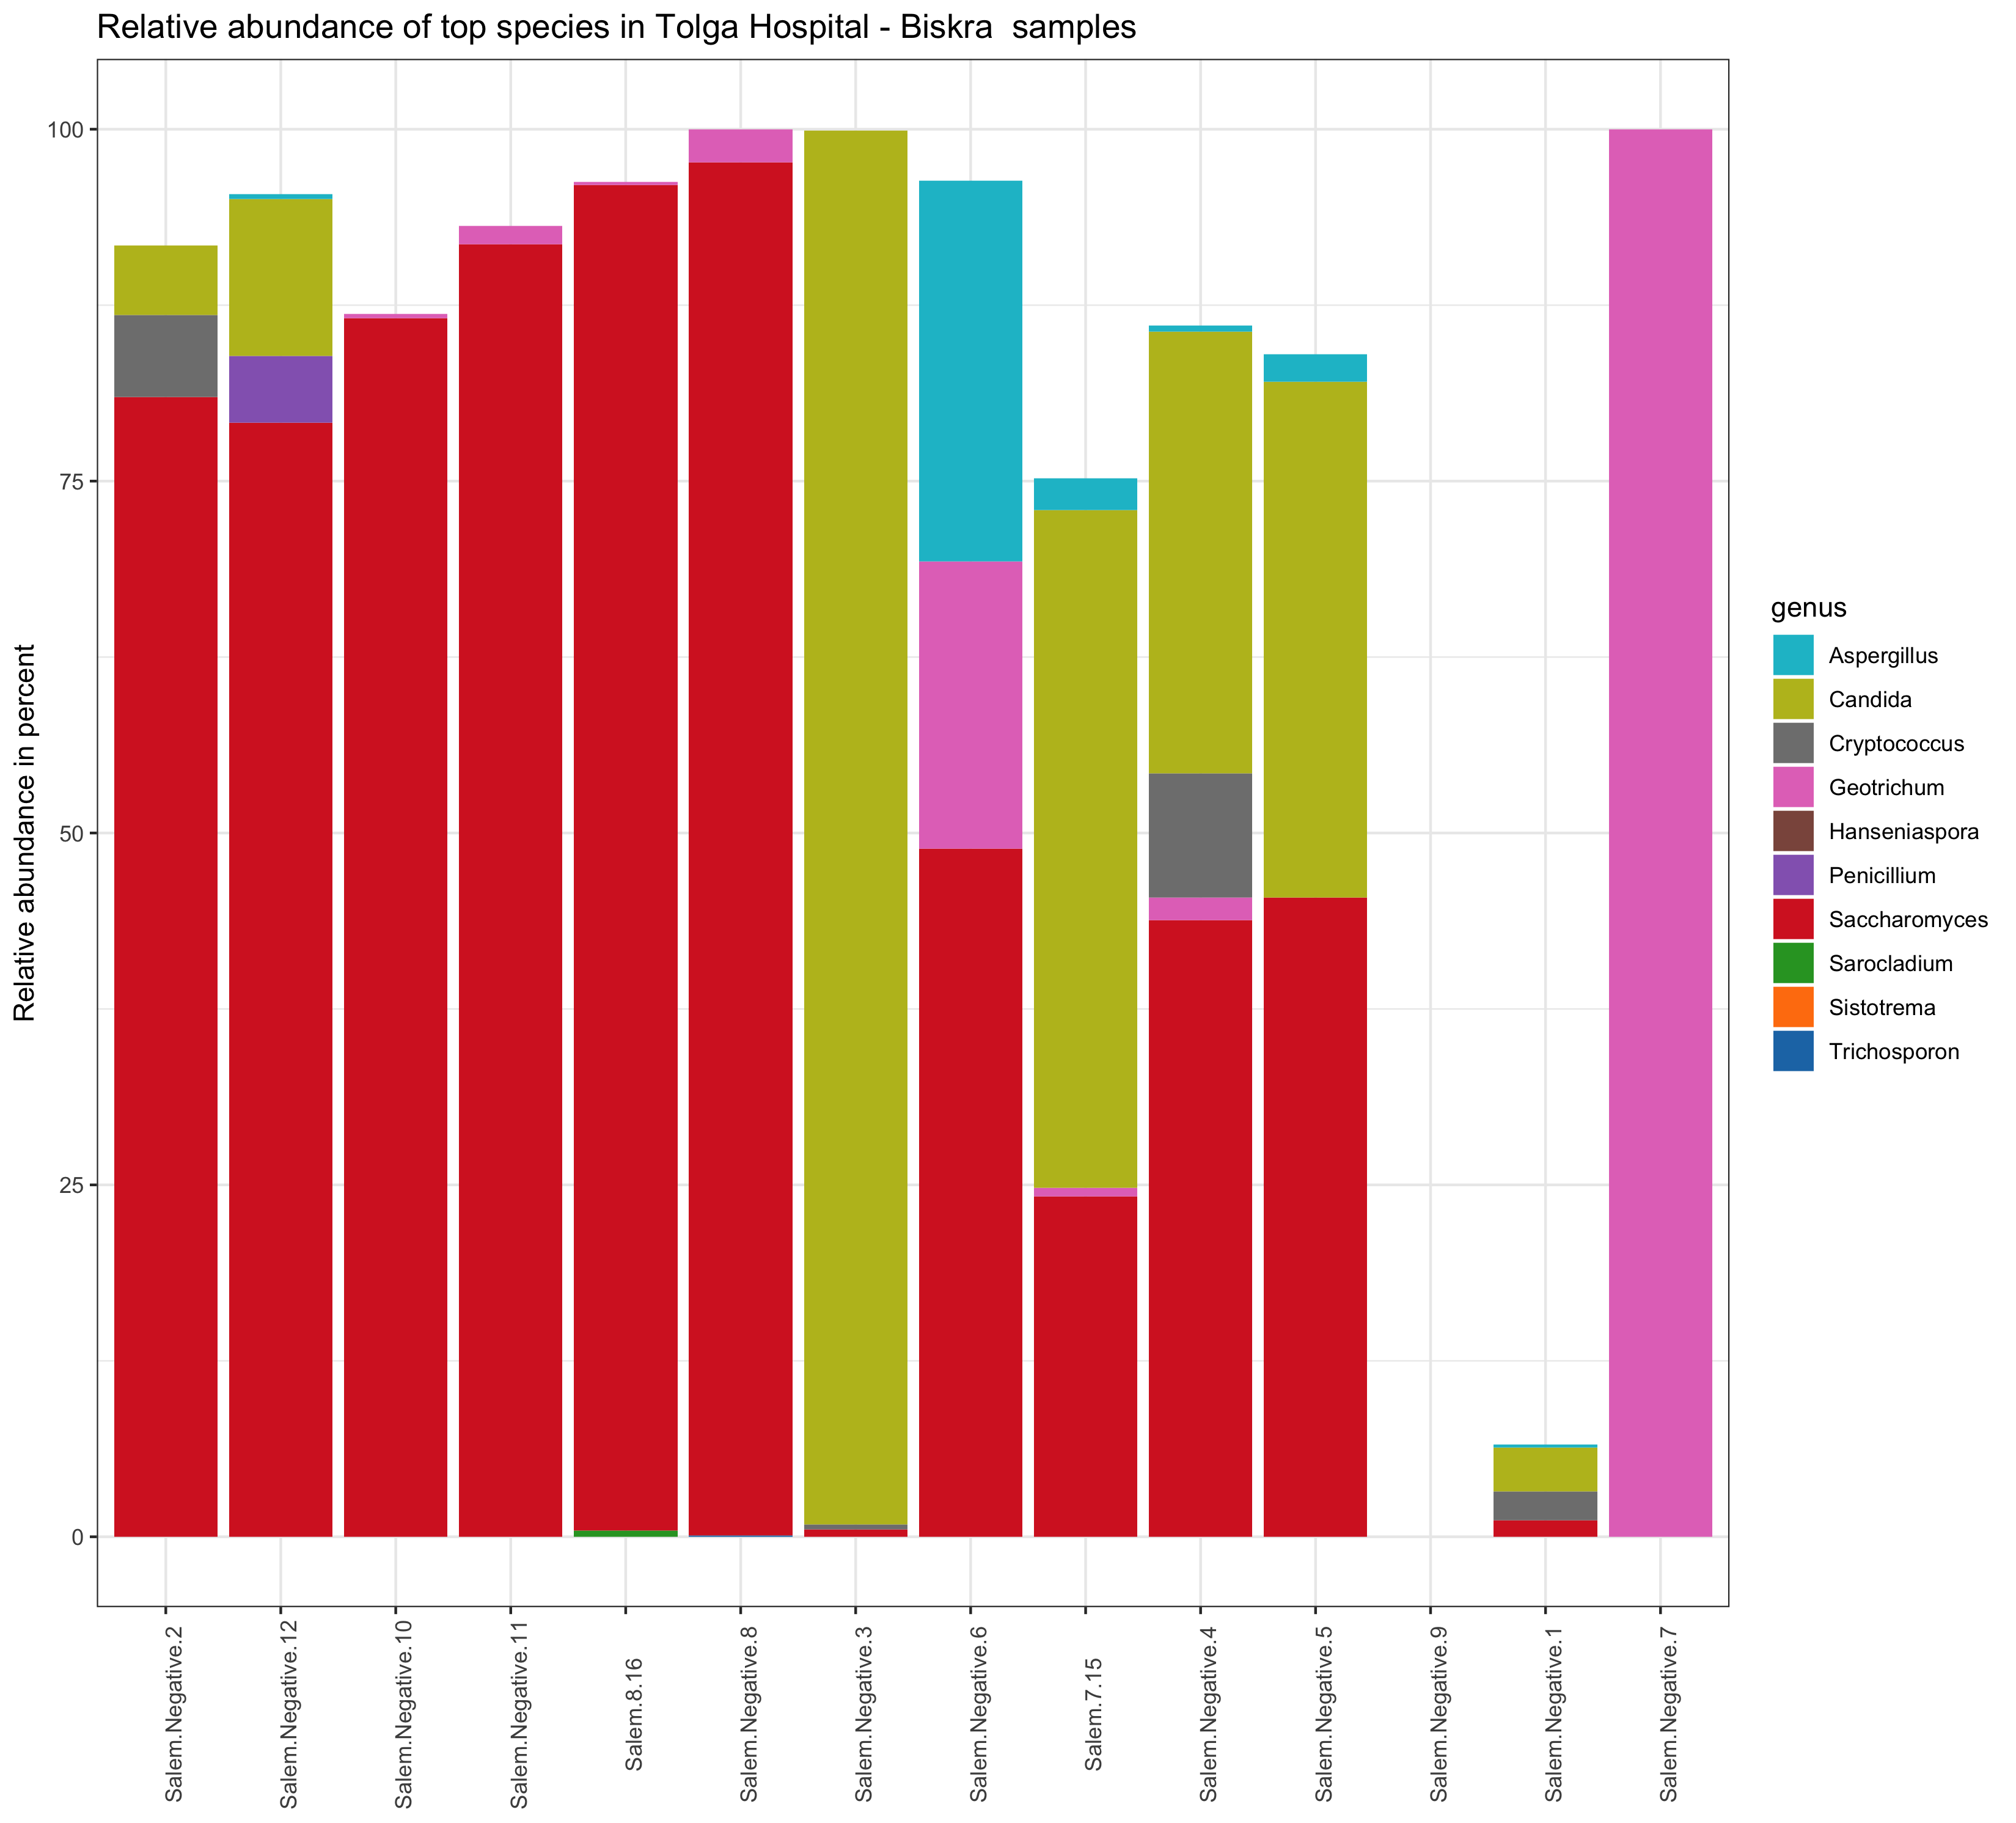 Relative abundance of top species in Tolga Hospital - Biskra  samples
Relative abundance in percent
100
75
50
25
0
Salem.Negative.2
Salem.Negative.12
Salem.Negative.10
Salem.Negative.11
Salem.8.16
Salem.Negative.8
Salem.Negative.3
Salem.Negative.6
Salem.7.15
Salem.Negative.4
Salem.Negative.5
Salem.Negative.9
Salem.Negative.1
Salem.Negative.7
genus
Aspergillus
Candida
Cryptococcus
Geotrichum
Hanseniaspora
Penicillium
Saccharomyces
Sarocladium
Sistotrema
Trichosporon